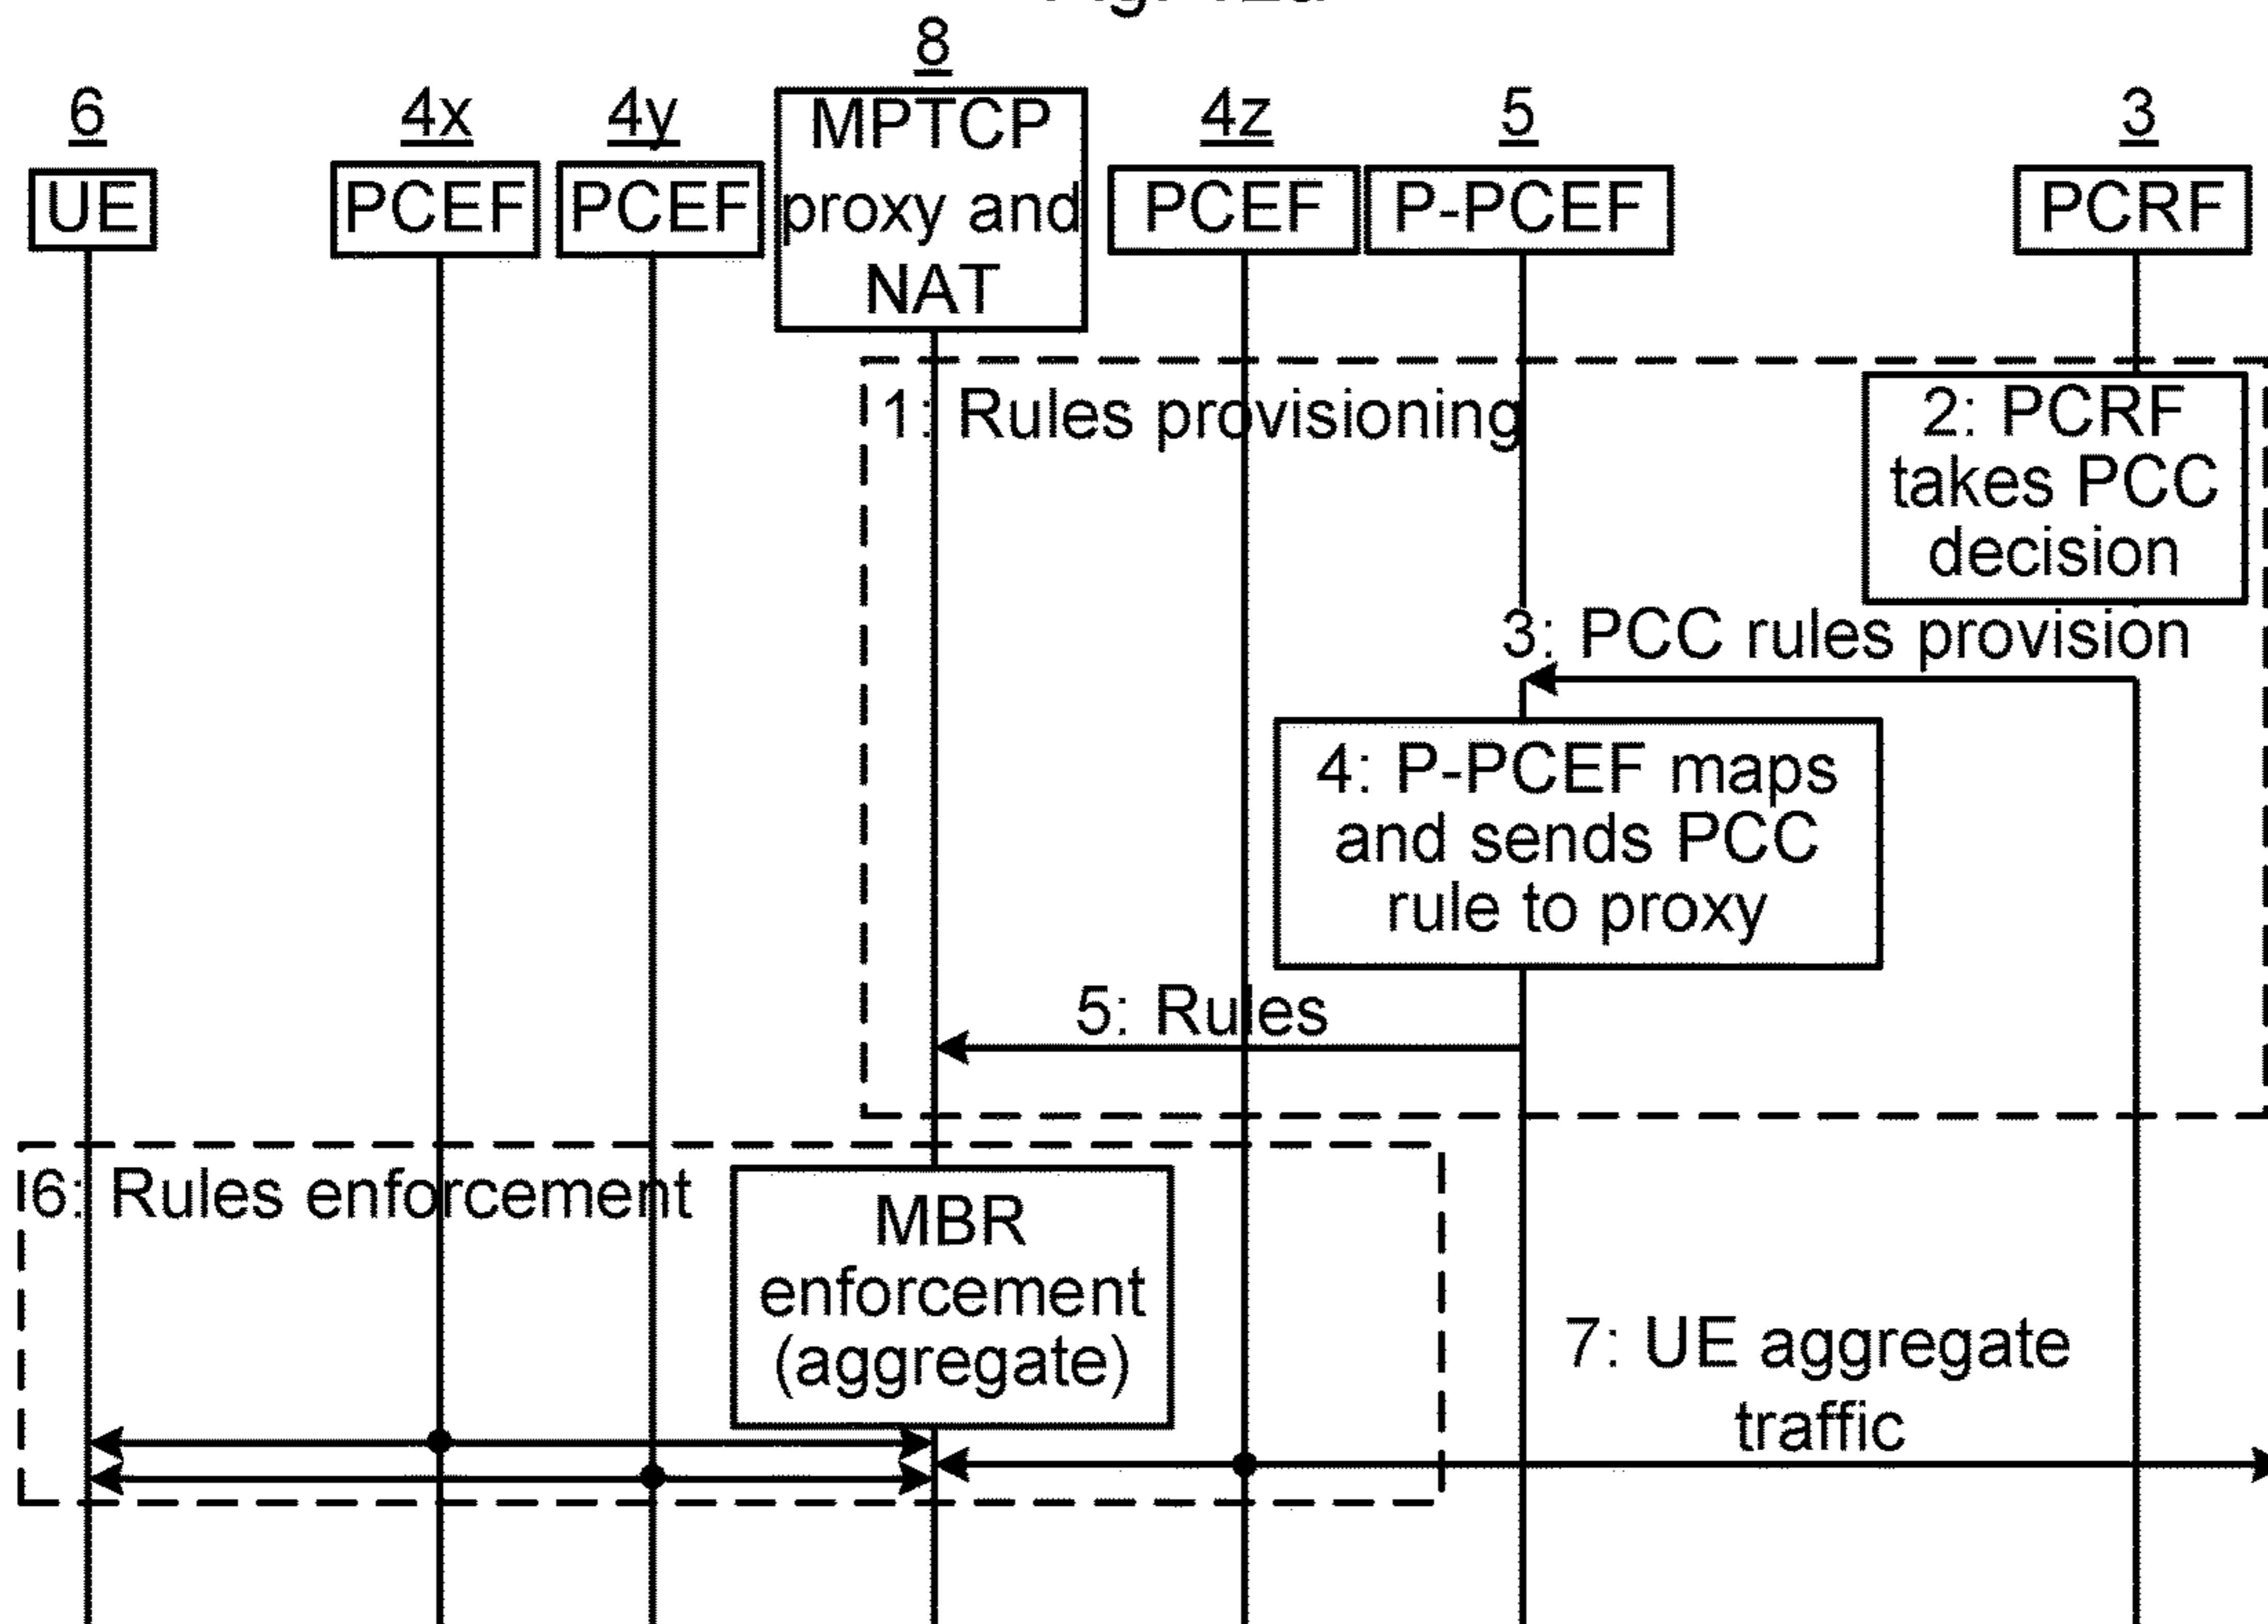 8
6
4x
4y
4z
5
3
UE
PCEF
PCEF
MPTCP
proxy and
NAT
PCEF
P-PCEF
PCRF
1: Rules provisioning
2: PCRF
takes PCC
decision
3: PCC rules provision
4: P-PCEF maps
and sends PCC
rule to proxy
5: Rules
6: Rules enforcement
MBR
enforcement
(aggregate)
7: UE aggregate
traffic